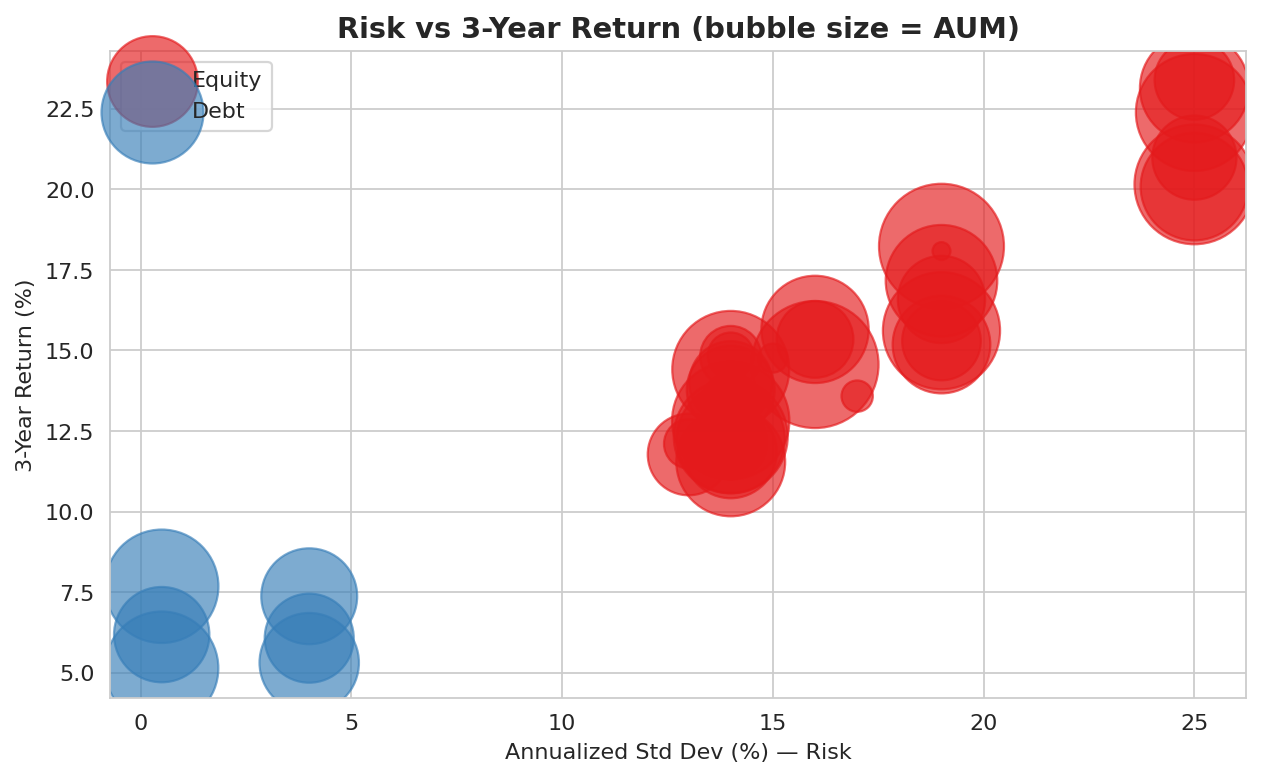 Risk vs 3-Year Return (bubble size = AUM)
Equity
Debt
3-Year Return (%)
22.5
20.0
17.5
15.0
12.5
10.0
7.5
5.0
0 5 10 15 20 25
Annualized Std Dev (%) — Risk